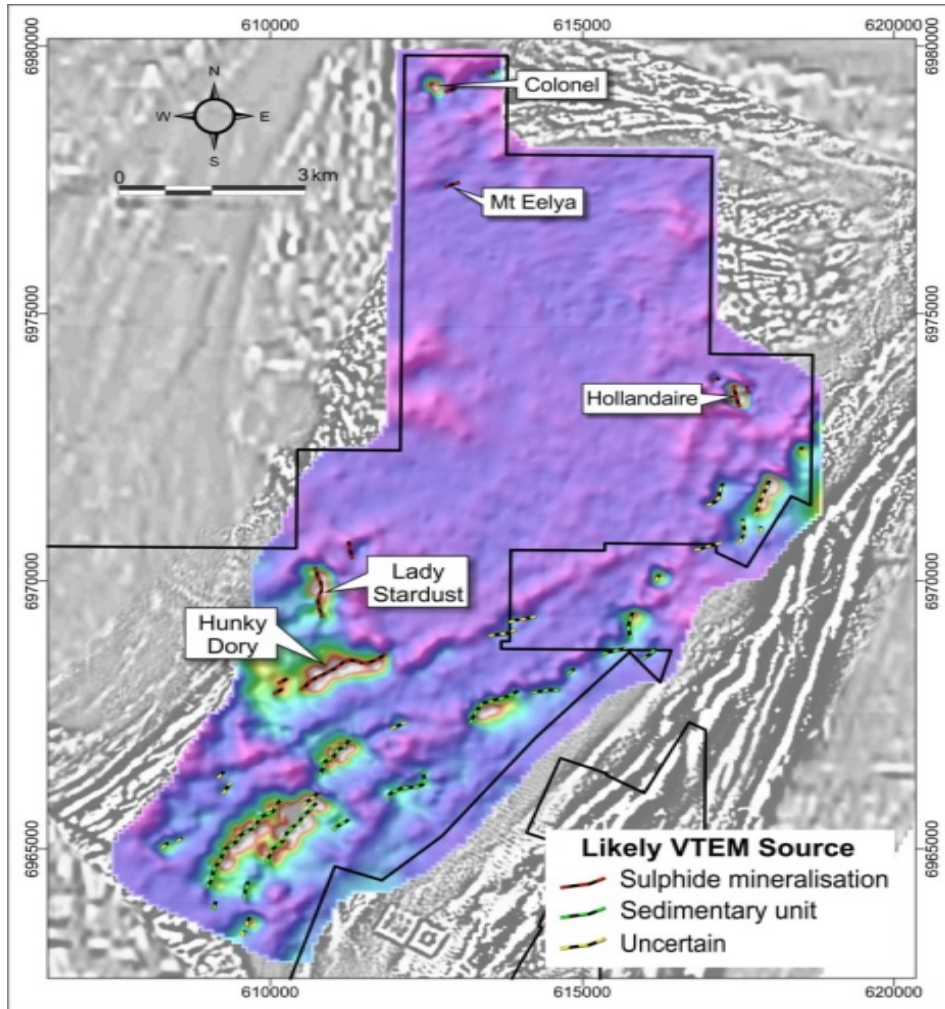 610000
615000
620000
6980000
6980000
N
W
E
S
0
3 km
Colonel
Mt Eelya
6975000
6975000
Hollandaire
6970000
6970000
Lady
Stardust
Hunky
Dory
6965000
6965000
Likely VTEM Source
Sulphide mineralisation
Sedimentary unit
Uncertain
610000
615000
620000